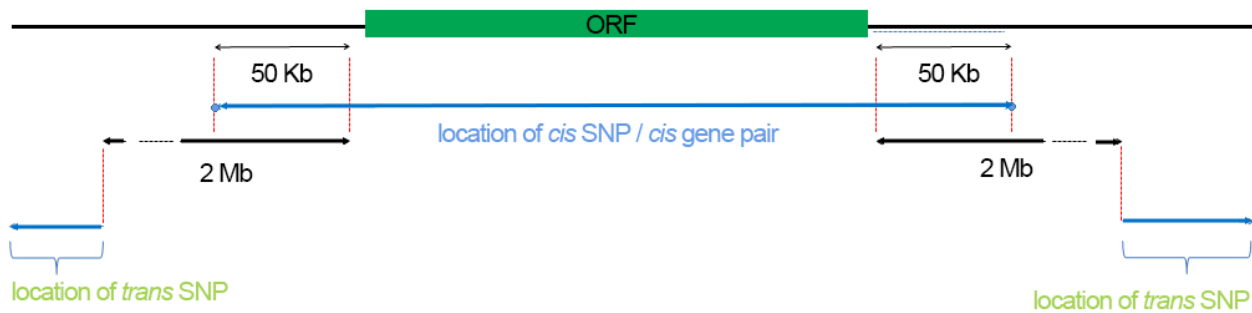 ORF
50 Kb
50 Kb
location of cis SNP / cis gene pair
2 Mb
2 Mb
location of trans SNP
location of trans SNP